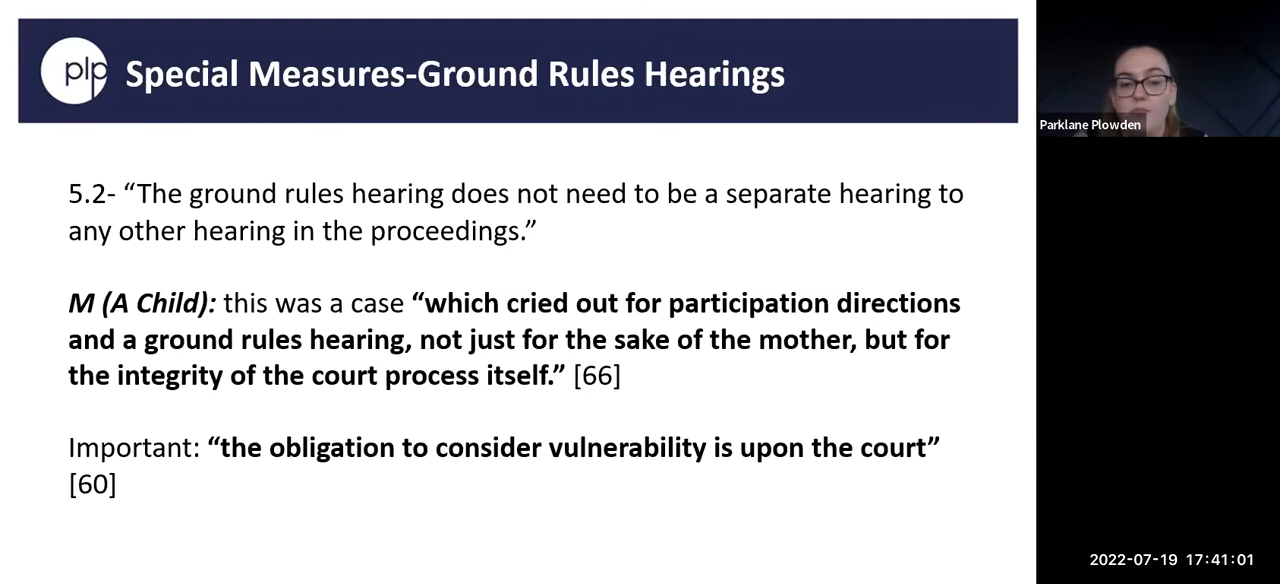 plp
Special Measures-Ground Rules Hearings
5.2- “The ground rules hearing does not need to be a separate hearing to
any other hearing in the proceedings.”
M (A Child): this was a case “which cried out for participation directions
and a ground rules hearing, not just for the sake of the mother, but for
the integrity of the court process itself.” [66]
Important: “the obligation to consider vulnerability is upon the court”
[60]
Parklane Plowden
2022-07-19 17:41:01